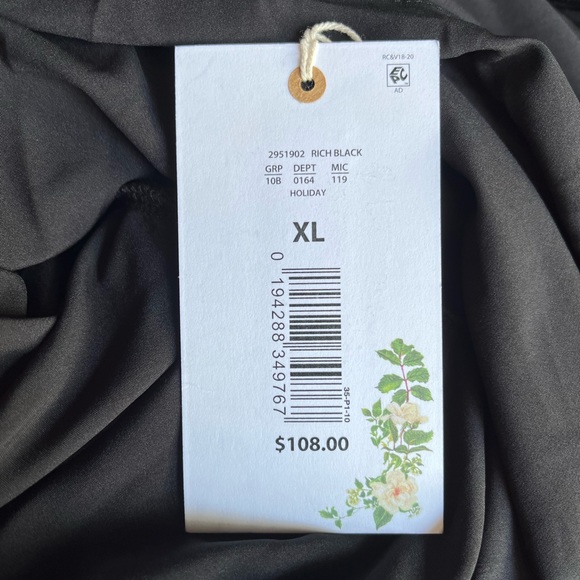 RC&V18-20
AD
2951902 RICH BLACK
GRP DEPT MIC
10B 0164 119
HOLIDAY
XL
0 194288 349767
35-P1-10
$108.00